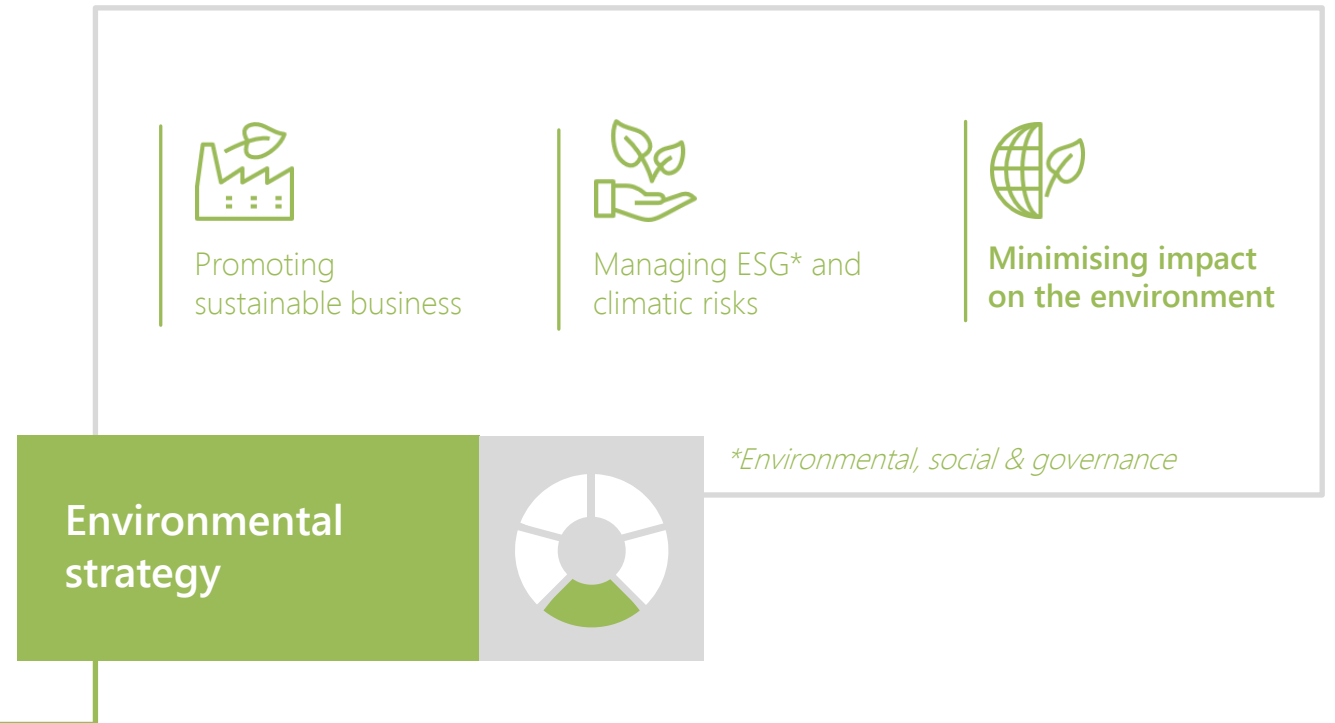 Promoting
sustainable business
Managing ESG* and
climatic risks
Minimising impact
on the environment
*Environmental, social & governance
Environmental
strategy